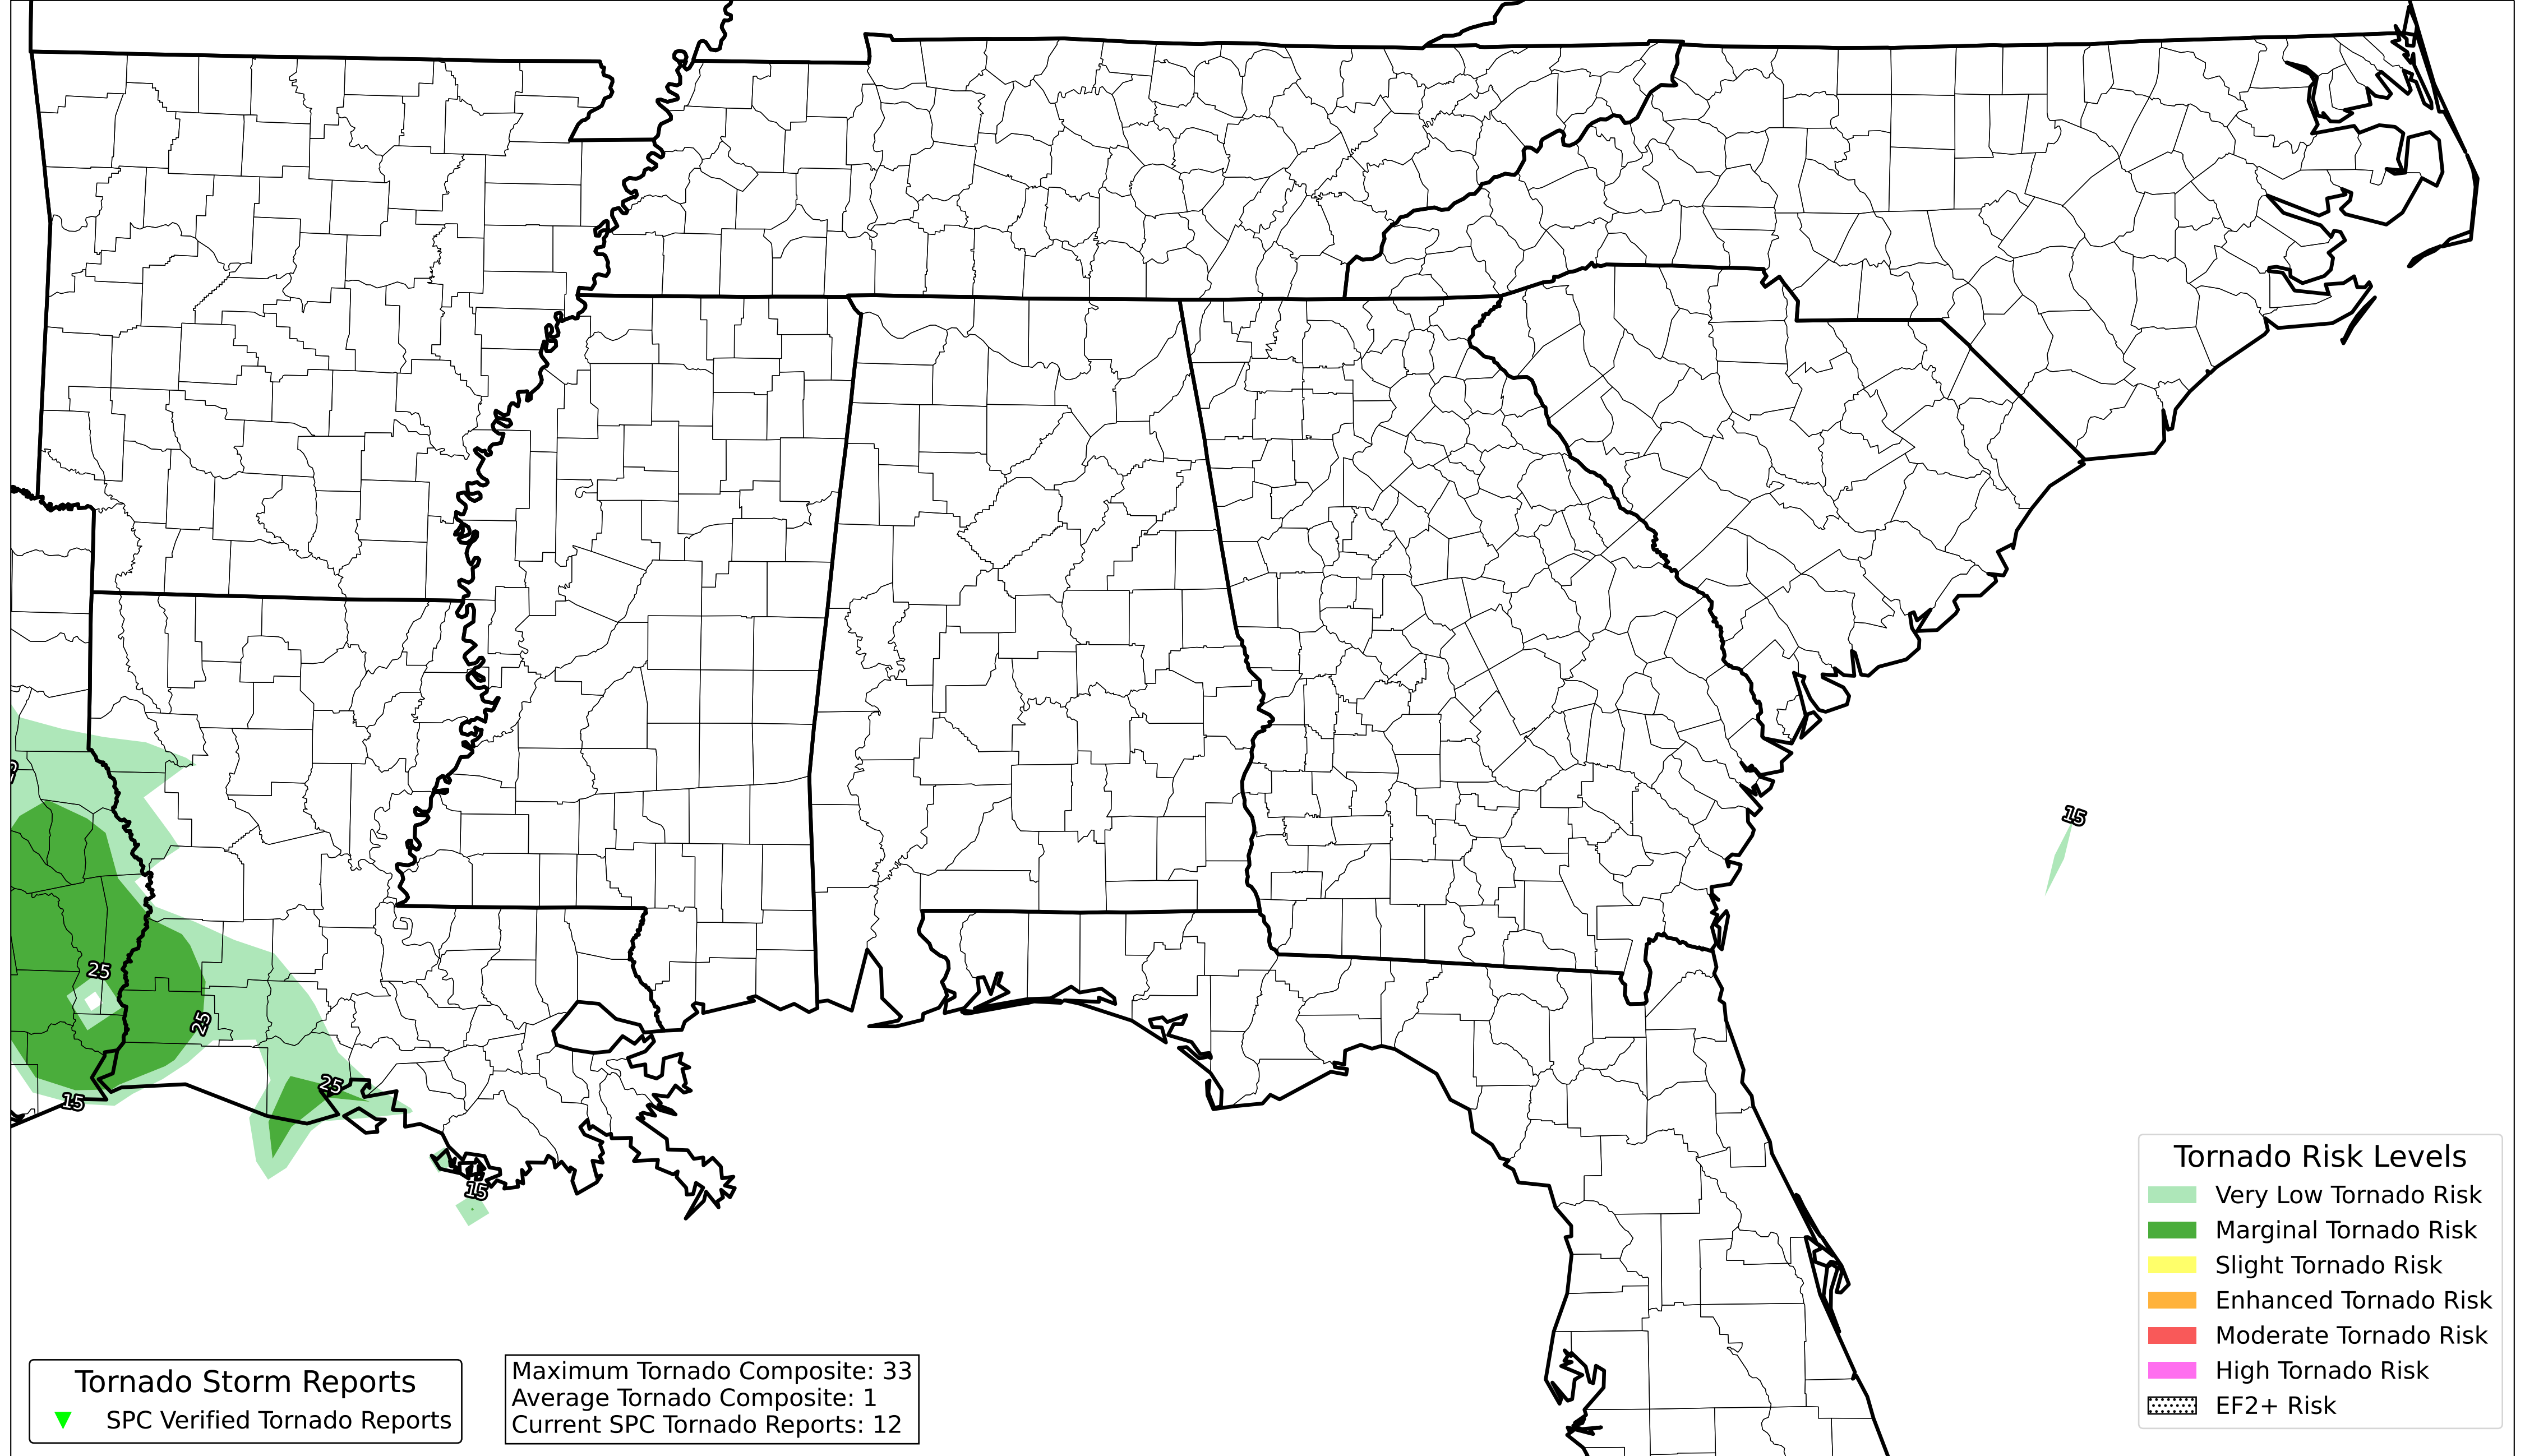 15
25
25
25
15
15
Tornado Risk Levels
Very Low Tornado Risk
Marginal Tornado Risk
Slight Tornado Risk
Enhanced Tornado Risk
Moderate Tornado Risk
High Tornado Risk
EF2+ Risk
Tornado Storm Reports
SPC Verified Tornado Reports
Maximum Tornado Composite: 33
Average Tornado Composite: 1
Current SPC Tornado Reports: 12